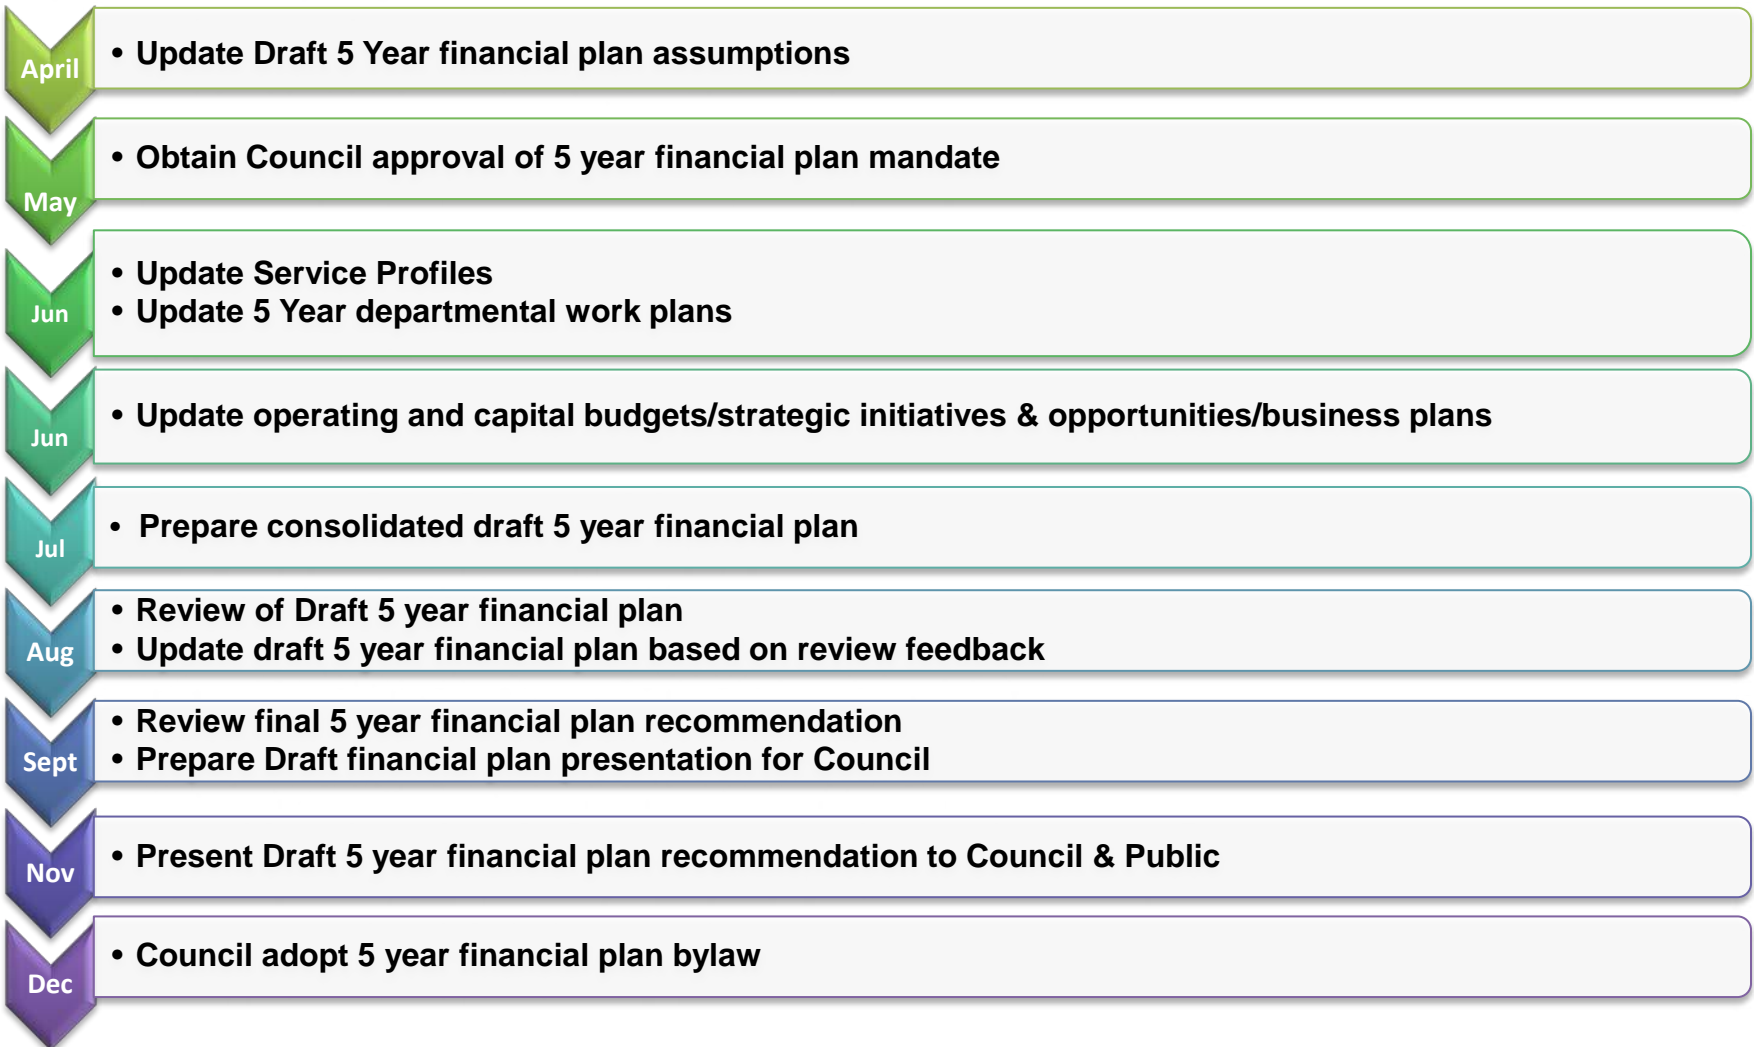 April
• Update Draft 5 Year financial plan assumptions
May
• Obtain Council approval of 5 year financial plan mandate
Jun
• Update Service Profiles
• Update 5 Year departmental work plans
Jun
• Update operating and capital budgets/strategic initiatives & opportunities/business plans
Jul
• Prepare consolidated draft 5 year financial plan
Aug
• Review of Draft 5 year financial plan
• Update draft 5 year financial plan based on review feedback
Sept
• Review final 5 year financial plan recommendation
• Prepare Draft financial plan presentation for Council
Nov
• Present Draft 5 year financial plan recommendation to Council & Public
Dec
• Council adopt 5 year financial plan bylaw